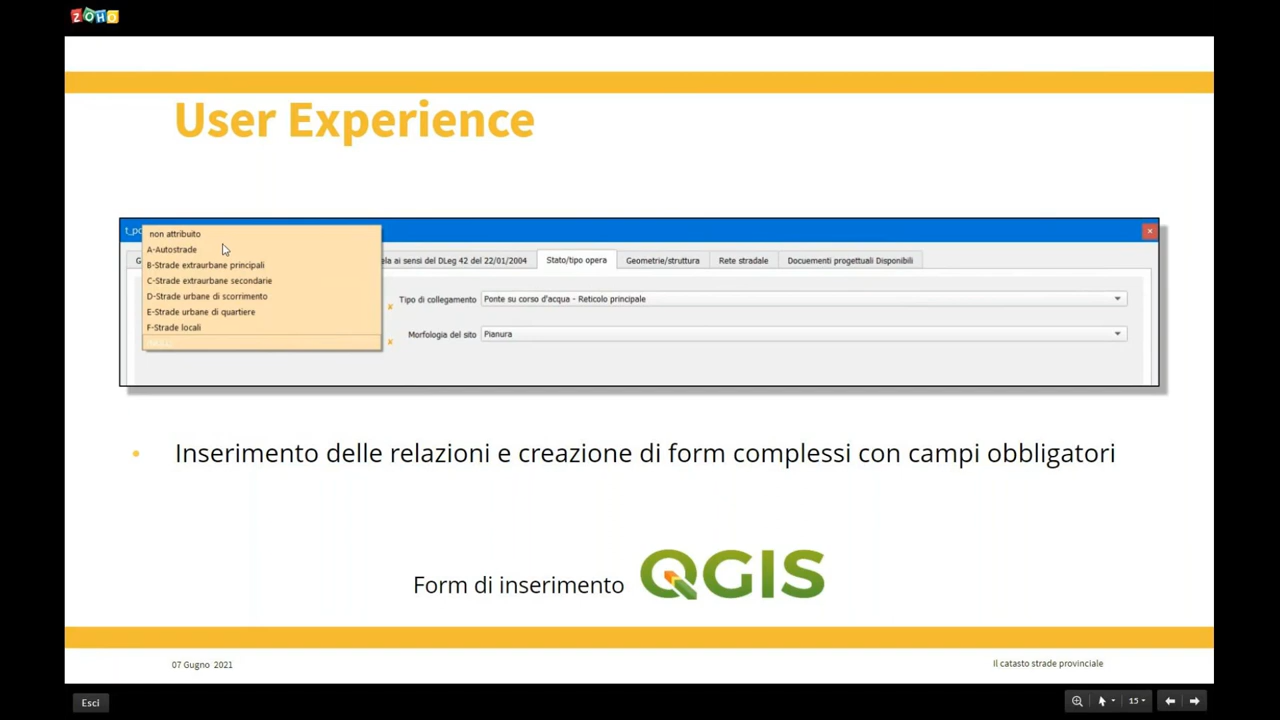 ZOHO
User Experience
t_po
non attribuito
A-Autostrade
B-Strade extraurbane principali
C-Strade extraurbane secondarie
D-Strade urbane di scorrimento
E-Strade urbane di quartiere
F-Strade locali
G
ela ai sensi del DLeg 42 del 22/01/2004
Stato/tipo opera
Geometrie/struttura
Rete stradale
Docuementi progettuali Disponibili
Tipo di collegamento
Ponte su corso d'acqua - Reticolo principale
Morfologia del sito
Pianura
• Inserimento delle relazioni e creazione di form complessi con campi obbligatori
Form di inserimento QGIS
07 Gugno 2021
Il catasto strade provinciale
Esci
15